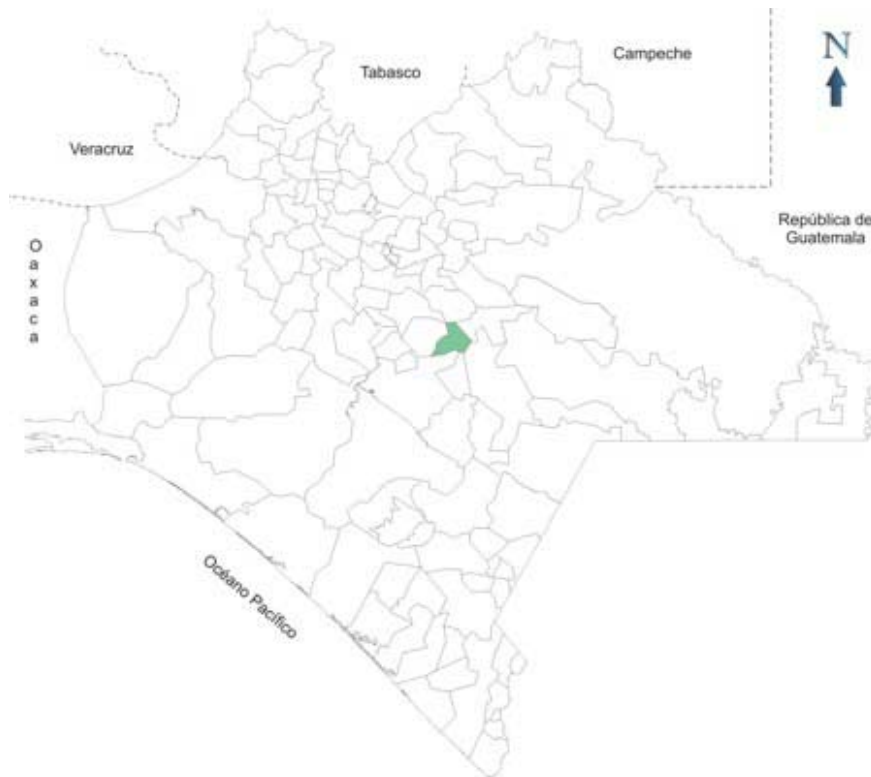 Campeche
N
Tabasco
Veracruz
República de
Guatemala
O
a
x
a
c
a
Océano Pacífico